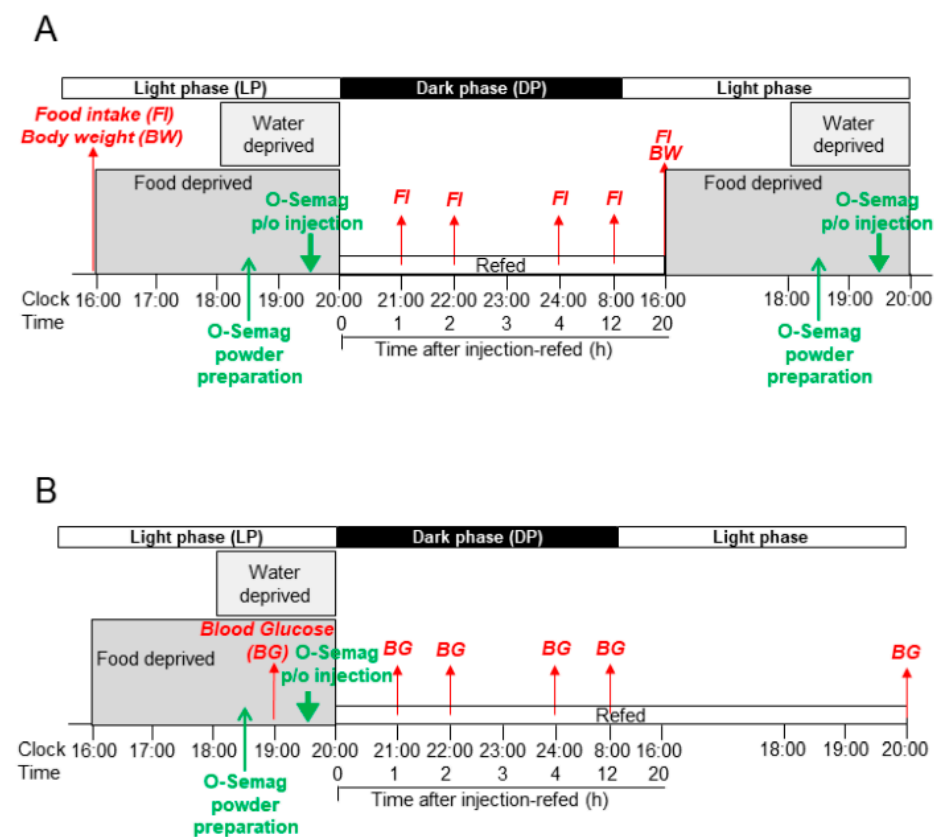 A
Light phase (LP)
Dark phase (DP)
Light phase
Food intake (FI)
Body weight (BW)
Water
deprived
FI
BW
Water
deprived
Food deprived
O-Semag
p/o injection
FI
FI
FI
FI
Food deprived
O-Semag
p/o injection
Refed
Clock 16:00 17:00 18:00 19:00 20:00 21:00 22:00 23:00 24:00 8:00 16:00 18:00 19:00 20:00
Time 0 1 2 3 4 12 20
Time after injection-refed (h)
O-Semag
powder
preparation
O-Semag
powder
preparation
B
Light phase (LP)
Dark phase (DP)
Light phase
Water
deprived
Food deprived
Blood Glucose
(BG)
O-Semag
p/o injection
BG
BG
BG
BG
BG
Refed
Clock 16:00 17:00 18:00 19:00 20:00 21:00 22:00 23:00 24:00 8:00 16:00 18:00 19:00 20:00
Time 0 1 2 3 4 12 20
Time after injection-refed (h)
O-Semag
powder
preparation